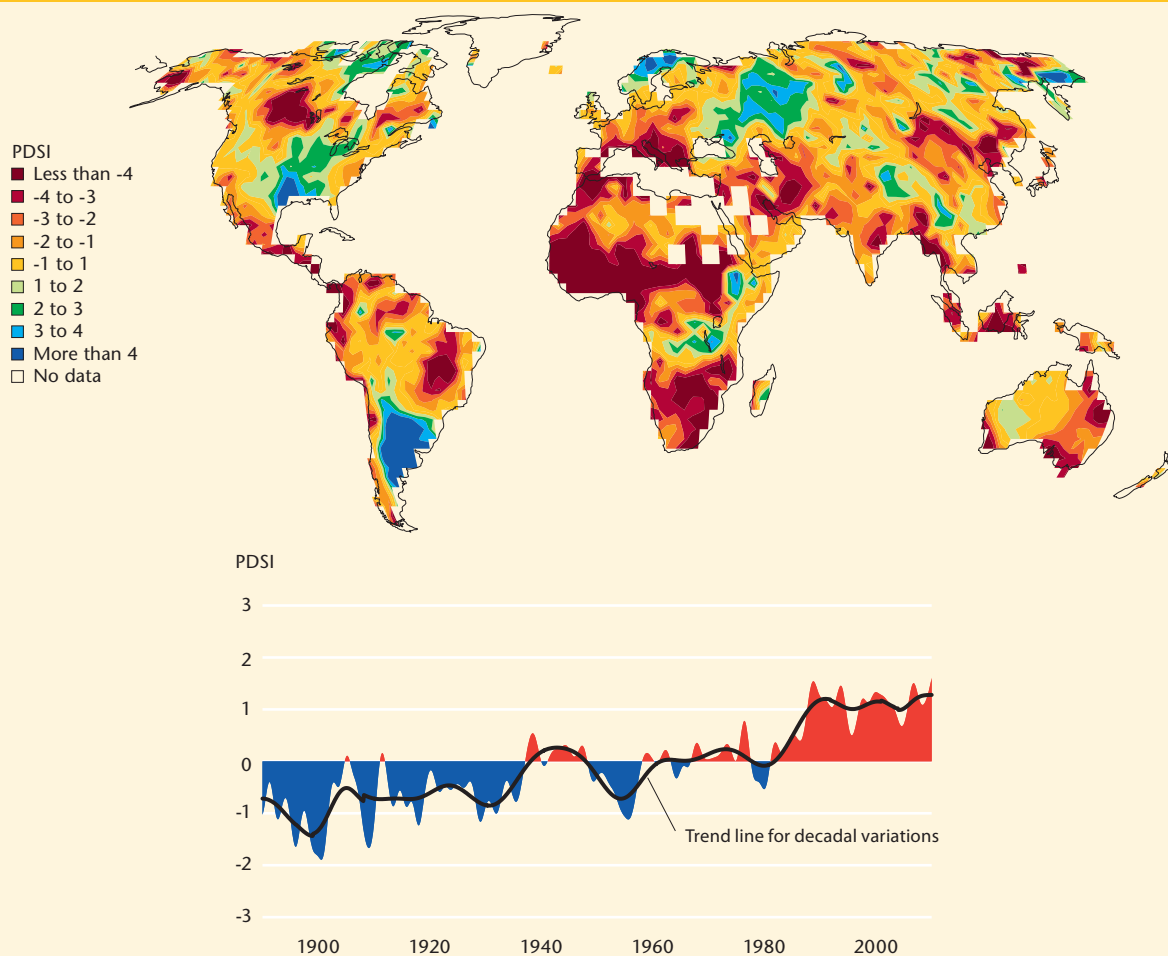 PDSI
Less than -4
-4 to -3
-3 to -2
-2 to -1
-1 to 1
1 to 2
2 to 3
3 to 4
More than 4
No data
PDSI
3
2
1
0
-1
Trend line for decadal variations
-2
-3
1900 1920 1940 1960 1980 2000